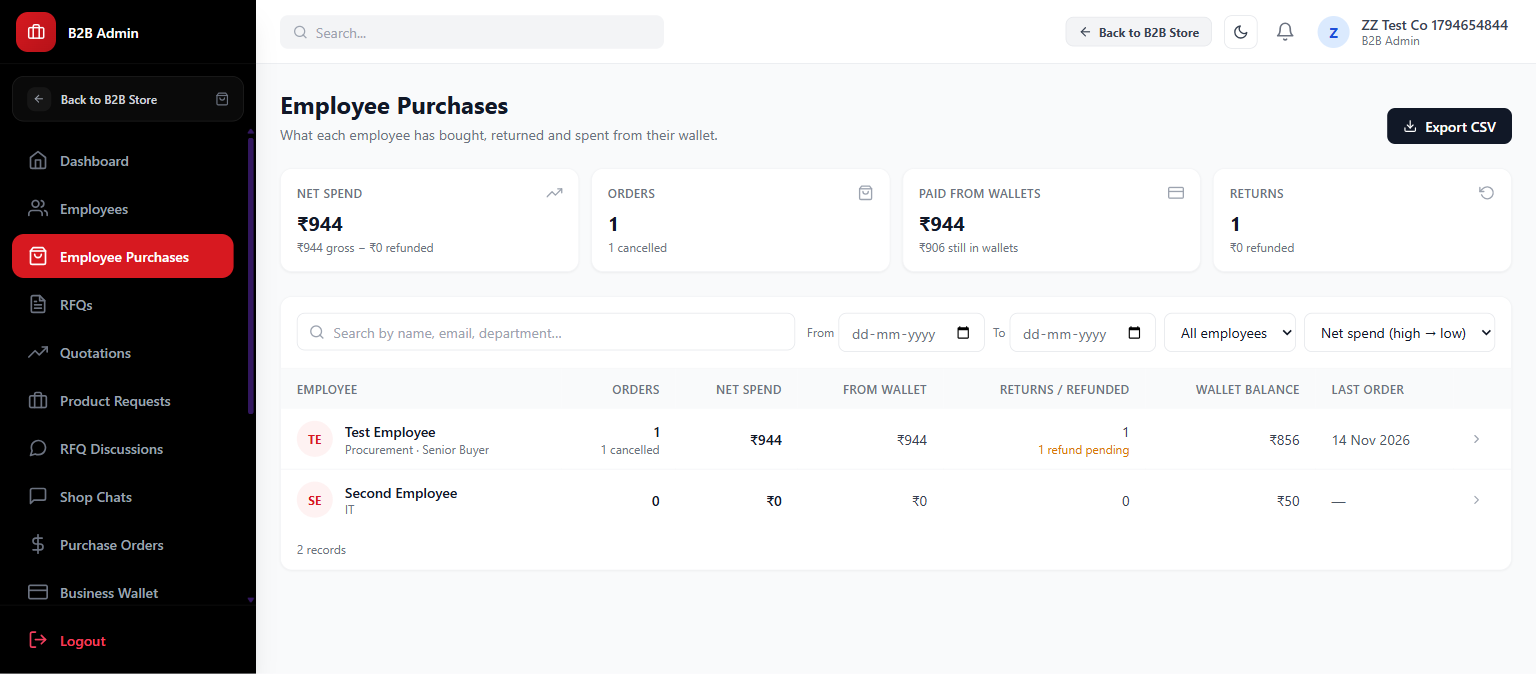 B2B Admin
Search...
Back to B2B Store
Z
ZZ Test Co 1794654844
B2B Admin
Back to B2B Store
Dashboard
Employees
Employee Purchases
RFQs
Quotations
Product Requests
RFQ Discussions
Shop Chats
Purchase Orders
Business Wallet
Logout
Employee Purchases
What each employee has bought, returned and spent from their wallet.
Export CSV
NET SPEND
₹944
₹944 gross − ₹0 refunded
ORDERS
1
1 cancelled
PAID FROM WALLETS
₹944
₹906 still in wallets
RETURNS
1
₹0 refunded
Search by name, email, department...
From dd-mm-yyyy To dd-mm-yyyy All employees Net spend (high → low)
EMPLOYEE ORDERS NET SPEND FROM WALLET RETURNS / REFUNDED WALLET BALANCE LAST ORDER
TE Test Employee 1 ₹944 ₹944 1 ₹856 14 Nov 2026
Procurement · Senior Buyer 1 cancelled 1 refund pending
SE Second Employee 0 ₹0 ₹0 0 ₹50 —
IT
2 records